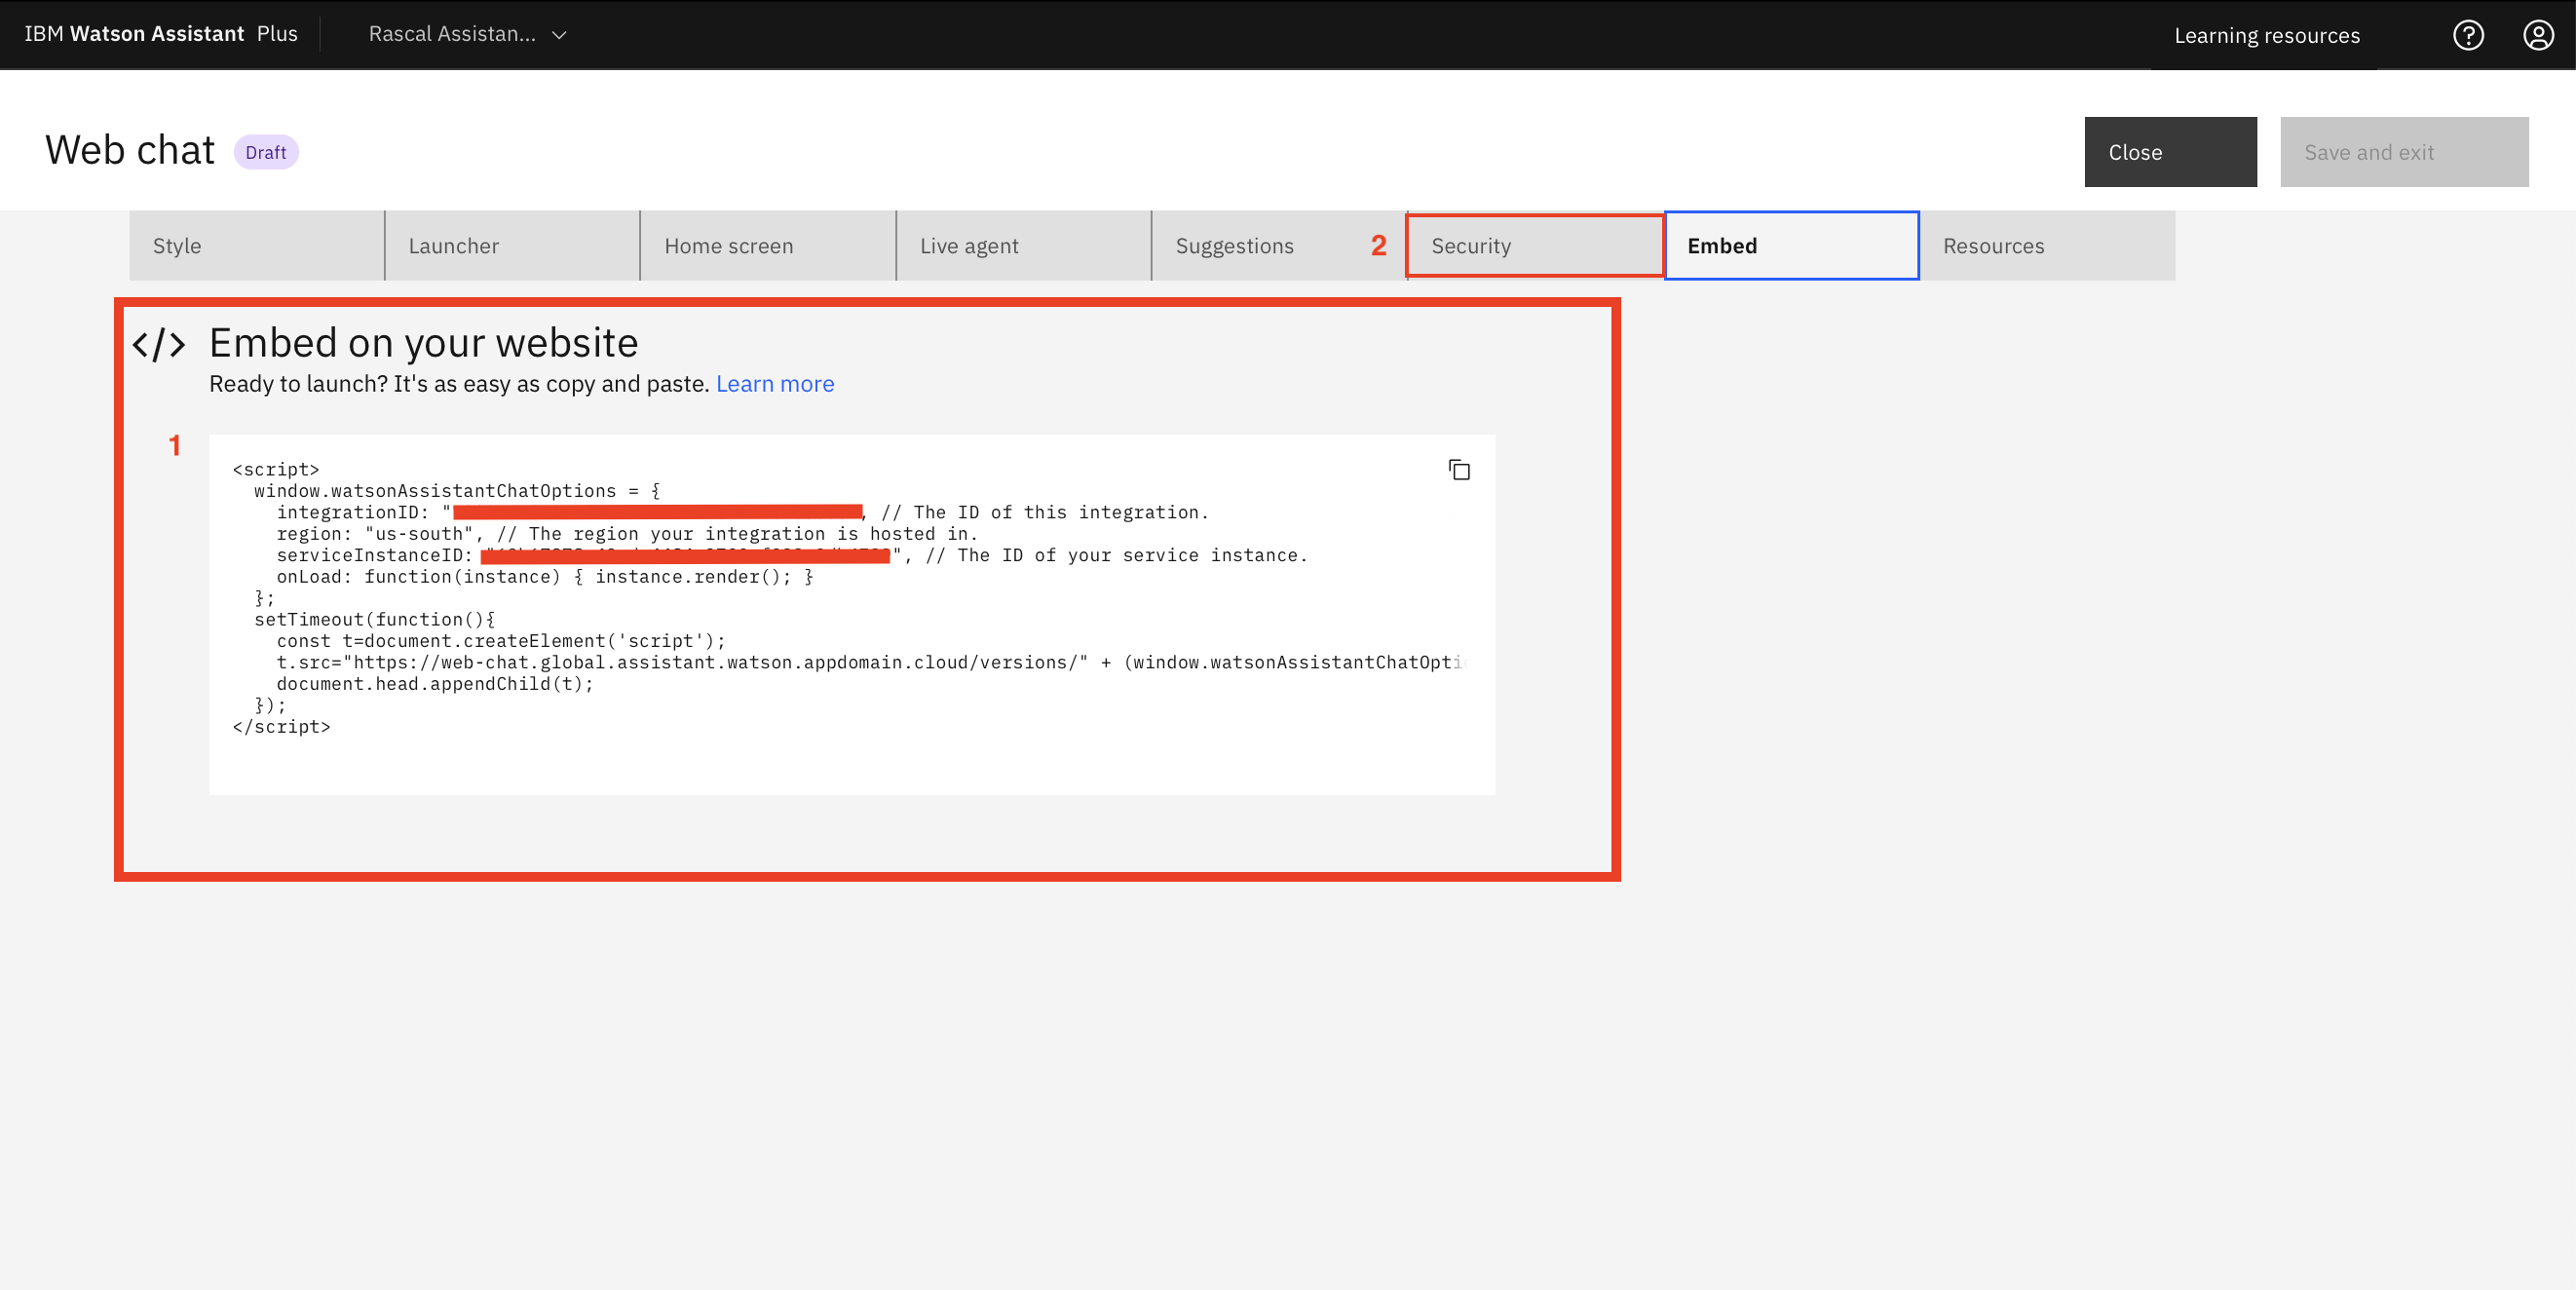 IBM Watson Assistant Plus
Rascal Assistan...
Learning resources
Web chat
Draft
Close
Save and exit
Style
Launcher
Home screen
Live agent
Suggestions
2
Security
Embed
Resources
</> Embed on your website
Ready to launch? It's as easy as copy and paste. Learn more
1
<script>
window.watsonAssistantChatOptions = {
integrationID: " , // The ID of this integration.
region: "us-south", // The region your integration is hosted in.
serviceInstanceID: ", // The ID of your service instance.
onLoad: function(instance) { instance.render(); }
};
setTimeout(function(){
const t=document.createElement('script');
t.src="https://web-chat.global.assistant.watson.appdomain.cloud/versions/" + (window.watsonAssistantChatOpti
document.head.appendChild(t);
});
</script>